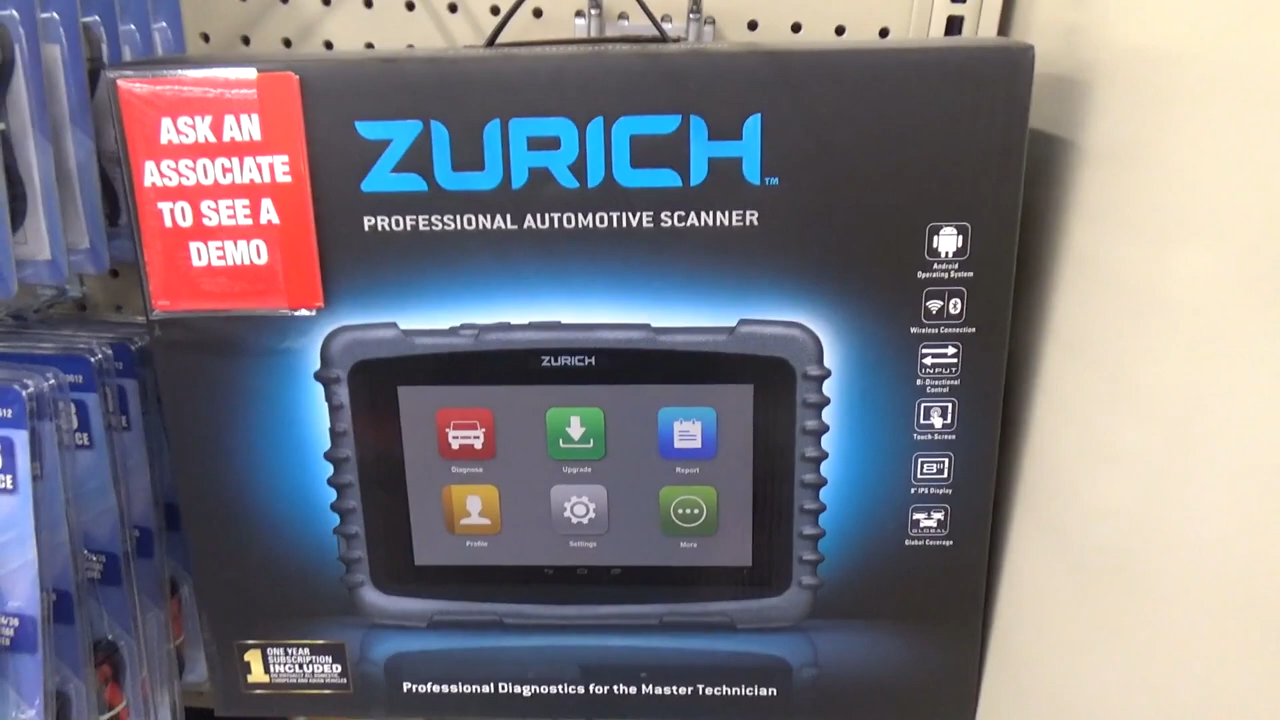 ASK AN
ASSOCIATE
TO SEE A
DEMO
ZURICH™
PROFESSIONAL AUTOMOTIVE SCANNER
Android
Operating System
Wireless Connection
INPUT
Bi-Directional
Control
Touch-Screen
8"
8" IPS Display
GLOBAL
Global Coverage
ZURICH
Diagnose
Upgrade
Report
Profile
Settings
More
1 ONE YEAR
SUBSCRIPTION
INCLUDED
Professional Diagnostics for the Master Technician